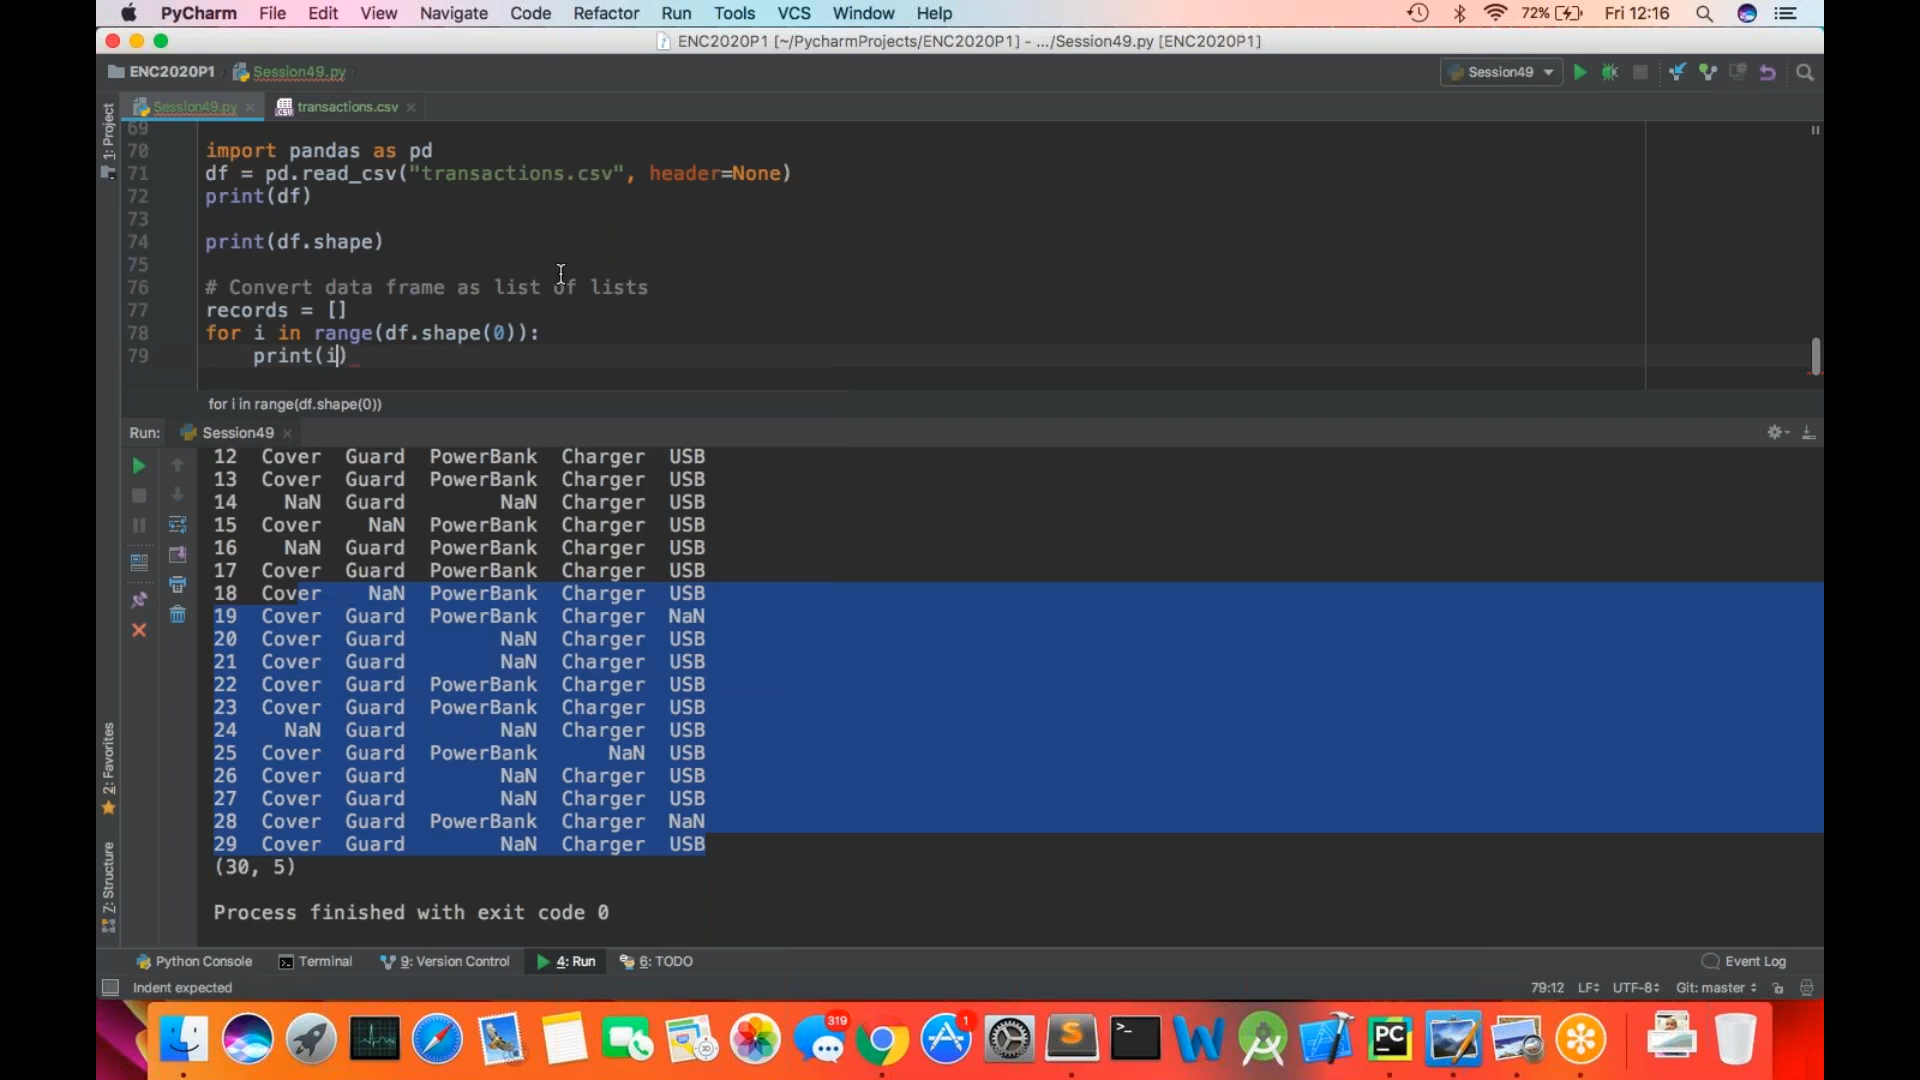 PyCharm File Edit View Navigate Code Refactor Run Tools VCS Window Help 72% Fri 12:16
ENC2020P1 [~/PycharmProjects/ENC2020P1] - .../Session49.py [ENC2020P1]
ENC2020P1 Session49.py Session49
Session49.py transactions.csv
1: Project
69
70 import pandas as pd
71 df = pd.read_csv("transactions.csv", header=None)
72 print(df)
73
74 print(df.shape)
75
76 # Convert data frame as list of lists
77 records = []
78 for i in range(df.shape(0)):
79 print(i)
for i in range(df.shape(0))
Run: Session49
12 Cover Guard PowerBank Charger USB
13 Cover Guard PowerBank Charger USB
14 NaN Guard NaN Charger USB
15 Cover NaN PowerBank Charger USB
16 NaN Guard PowerBank Charger USB
17 Cover Guard PowerBank Charger USB
18 Cover NaN PowerBank Charger USB
19 Cover Guard PowerBank Charger NaN
20 Cover Guard NaN Charger USB
21 Cover Guard NaN Charger USB
22 Cover Guard PowerBank Charger USB
23 Cover Guard PowerBank Charger USB
24 NaN Guard NaN Charger USB
25 Cover Guard PowerBank NaN USB
26 Cover Guard NaN Charger USB
27 Cover Guard NaN Charger USB
28 Cover Guard PowerBank Charger NaN
29 Cover Guard NaN Charger USB
(30, 5)
Process finished with exit code 0
2: Favorites
7: Structure
Python Console Terminal 9: Version Control 4: Run 6: TODO Event Log
Indent expected 79:12 LF UTF-8 Git: master
319 1 PC